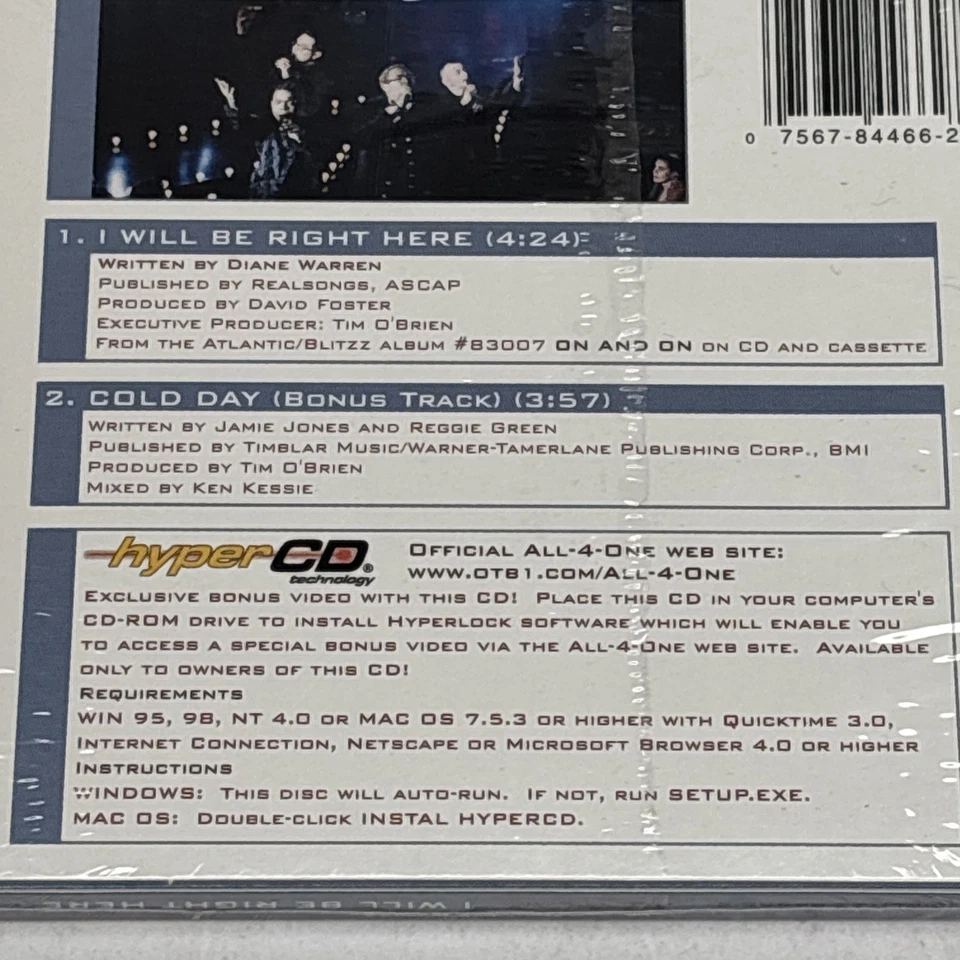 0 7567-84466-2
1. I WILL BE RIGHT HERE (4:24)
WRITTEN BY DIANE WARREN
PUBLISHED BY REALSONGS, ASCAP
PRODUCED BY DAVID FOSTER
EXECUTIVE PRODUCER: TIM O'BRIEN
FROM THE ATLANTIC/BLITZZ ALBUM #83007 ON AND ON ON CD AND CASSETTE
2. COLD DAY (BONUS TRACK) (3:57)
WRITTEN BY JAMIE JONES AND REGGIE GREEN
PUBLISHED BY TIMBLAR MUSIC/WARNER-TAMERLANE PUBLISHING CORP., BMI
PRODUCED BY TIM O'BRIEN
MIXED BY KEN KESSIE
hyperCD®
technology
OFFICIAL ALL-4-ONE WEB SITE:
WWW.OTB1.COM/ALL-4-ONE
EXCLUSIVE BONUS VIDEO WITH THIS CD! PLACE THIS CD IN YOUR COMPUTER'S
CD-ROM DRIVE TO INSTALL HYPERLOCK SOFTWARE WHICH WILL ENABLE YOU
TO ACCESS A SPECIAL BONUS VIDEO VIA THE ALL-4-ONE WEB SITE. AVAILABLE
ONLY TO OWNERS OF THIS CD!
REQUIREMENTS
WIN 95, 98, NT 4.0 OR MAC OS 7.5.3 OR HIGHER WITH QUICKTIME 3.0,
INTERNET CONNECTION, NETSCAPE OR MICROSOFT BROWSER 4.0 OR HIGHER
INSTRUCTIONS
WINDOWS: THIS DISC WILL AUTO-RUN. IF NOT, RUN SETUP.EXE.
MAC OS: DOUBLE-CLICK INSTAL HYPERCD.
I WILL BE RIGHT HERE